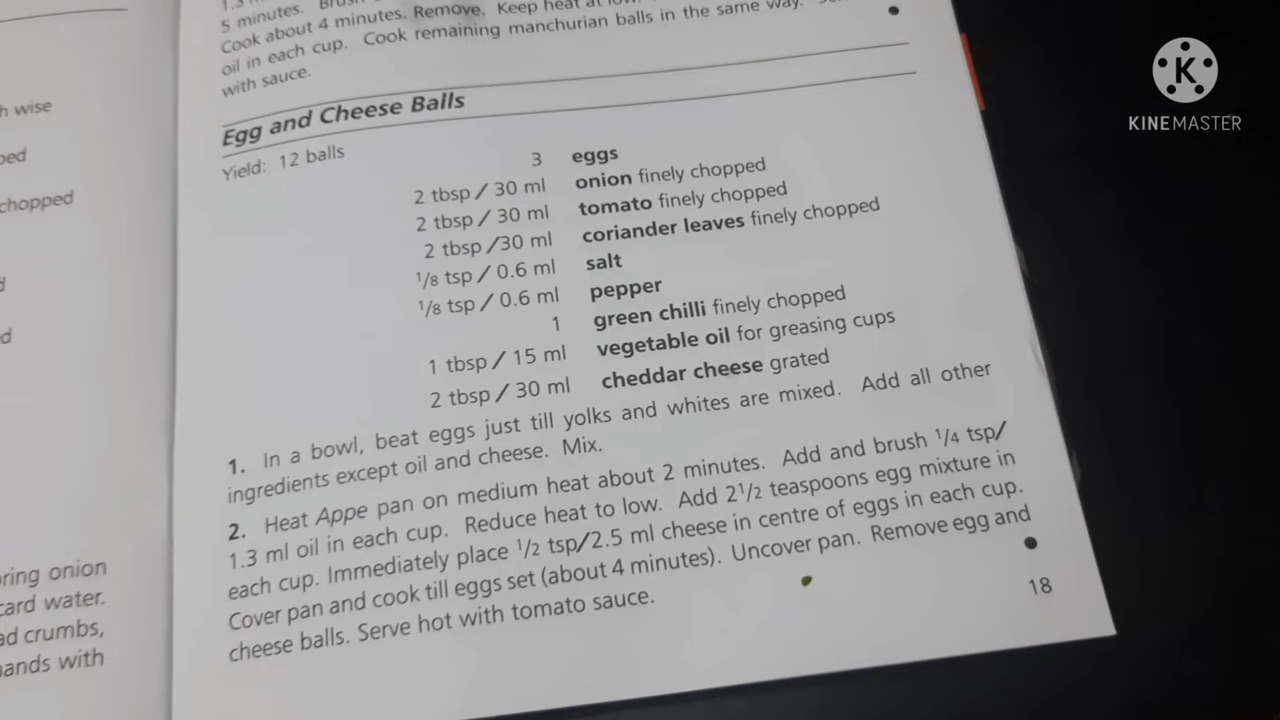 5 minutes.
Cook about 4 minutes. Remove. Keep heat at low.
oil in each cup. Cook remaining manchurian balls in the same way.
with sauce.
Egg and Cheese Balls
Yield: 12 balls
3 eggs
2 tbsp / 30 ml onion finely chopped
2 tbsp / 30 ml tomato finely chopped
2 tbsp /30 ml coriander leaves finely chopped
1/8 tsp / 0.6 ml salt
1/8 tsp / 0.6 ml pepper
1 green chilli finely chopped
1 tbsp / 15 ml vegetable oil for greasing cups
2 tbsp / 30 ml cheddar cheese grated
1. In a bowl, beat eggs just till yolks and whites are mixed. Add all other
ingredients except oil and cheese. Mix.
2. Heat Appe pan on medium heat about 2 minutes. Add and brush 1/4 tsp/
1.3 ml oil in each cup. Reduce heat to low. Add 2 1/2 teaspoons egg mixture in
each cup. Immediately place 1/2 tsp/2.5 ml cheese in centre of eggs in each cup.
Cover pan and cook till eggs set (about 4 minutes). Uncover pan. Remove egg and
cheese balls. Serve hot with tomato sauce.
18
wise
chopped
onion
water.
crumbs,
with
K
KINEMASTER